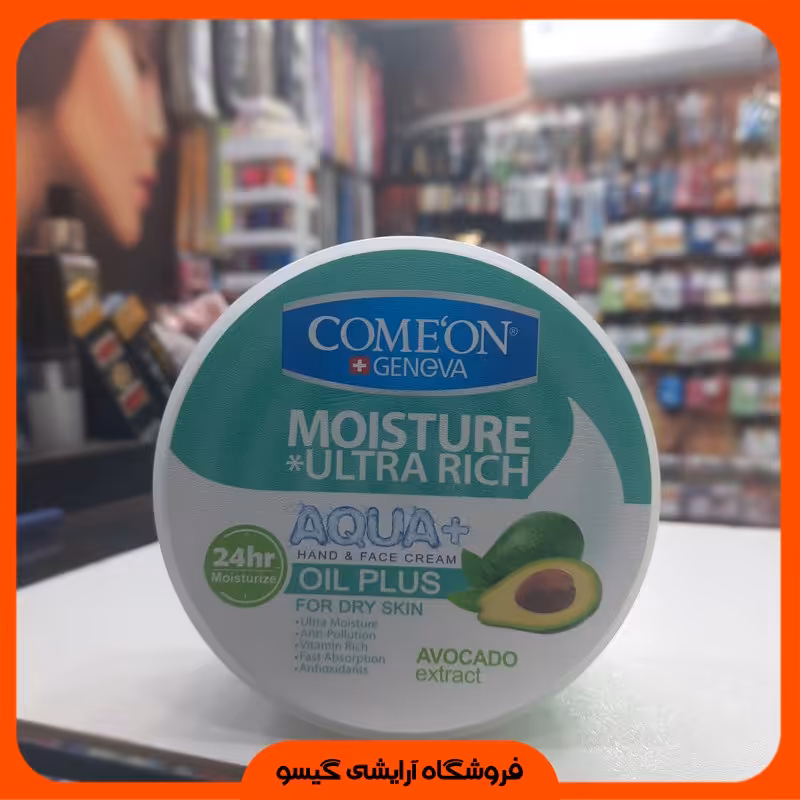 COME'ON®
GENEVA
MOISTURE
*ULTRA RICH
AQUA+
HAND & FACE CREAM
24hr
Moisturize
OIL PLUS
FOR DRY SKIN
•Ultra Moisture
•Anti-Pollution
•Vitamin Rich
•Fast Absorption
•Antioxidants
AVOCADO
extract
فروشگاه آرایشی گیسو